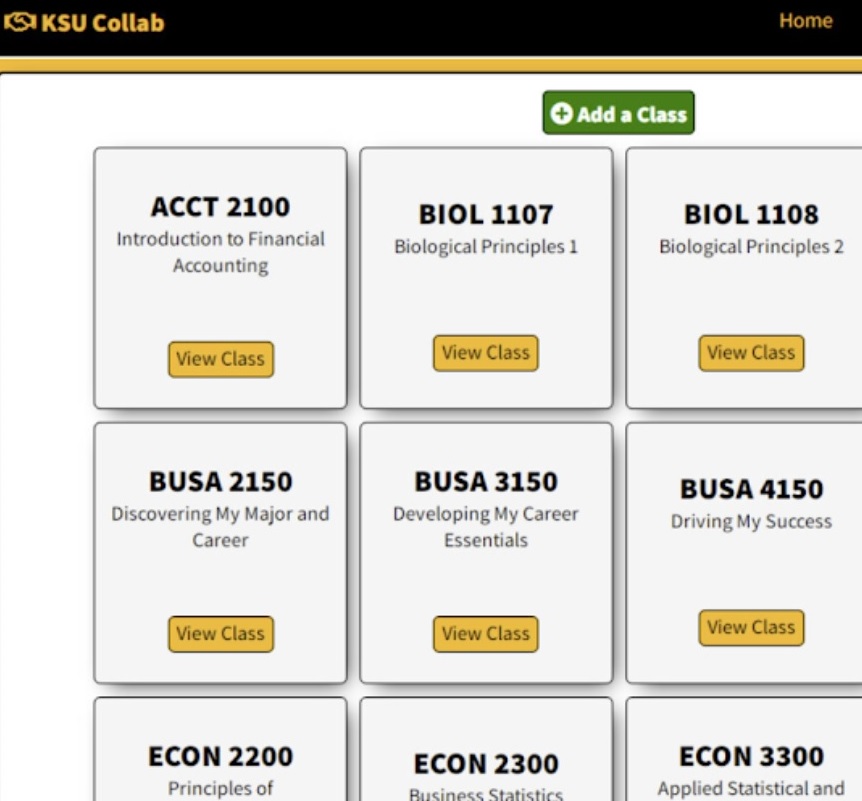 KSU Collab
Home
Add a Class
ACCT 2100
Introduction to Financial
Accounting
View Class
BIOL 1107
Biological Principles 1
View Class
BIOL 1108
Biological Principles 2
View Class
BUSA 2150
Discovering My Major and
Career
View Class
BUSA 3150
Developing My Career
Essentials
View Class
BUSA 4150
Driving My Success
View Class
ECON 2200
Principles of
ECON 2300
Business Statistics
ECON 3300
Applied Statistical and